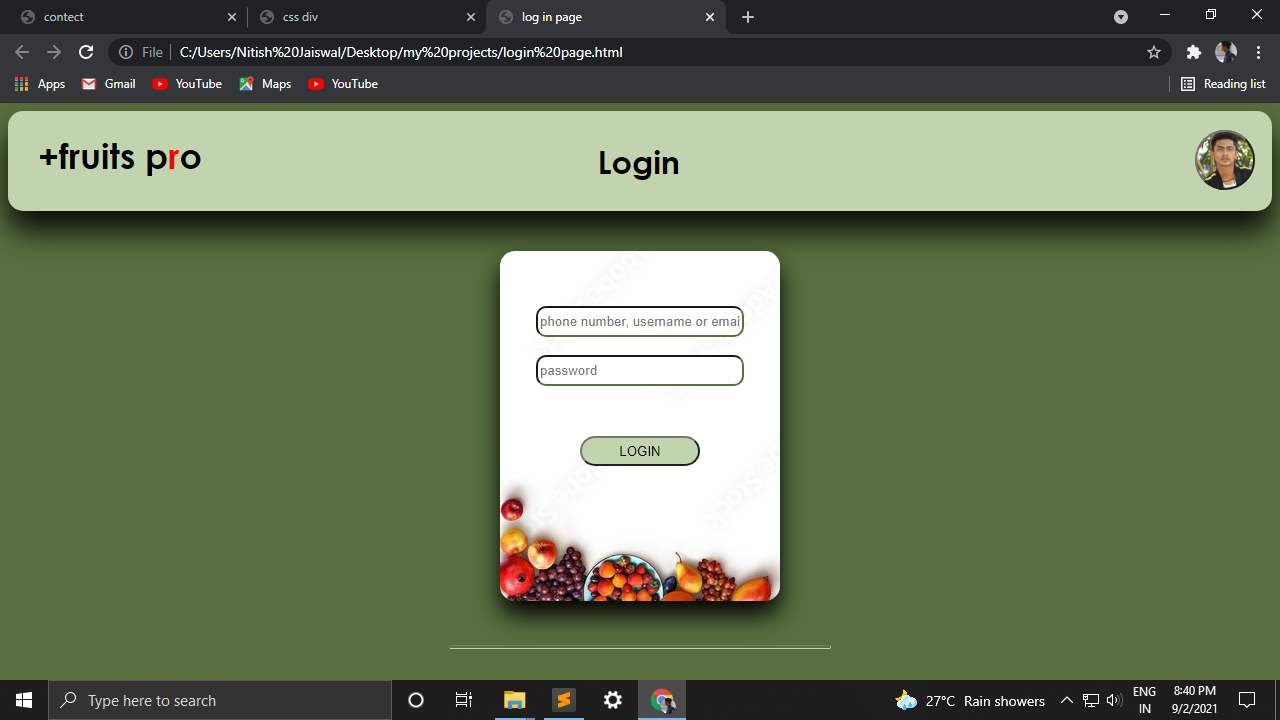 contect
css div
log in page
File
C:/Users/Nitish%20Jaiswal/Desktop/my%20projects/login%20page.html
Apps
Gmail
YouTube
Maps
YouTube
Reading list
+fruits pro
Login
phone number, username or emai
password
LOGIN
Type here to search
27°C Rain showers
ENG
IN
8:40 PM
9/2/2021